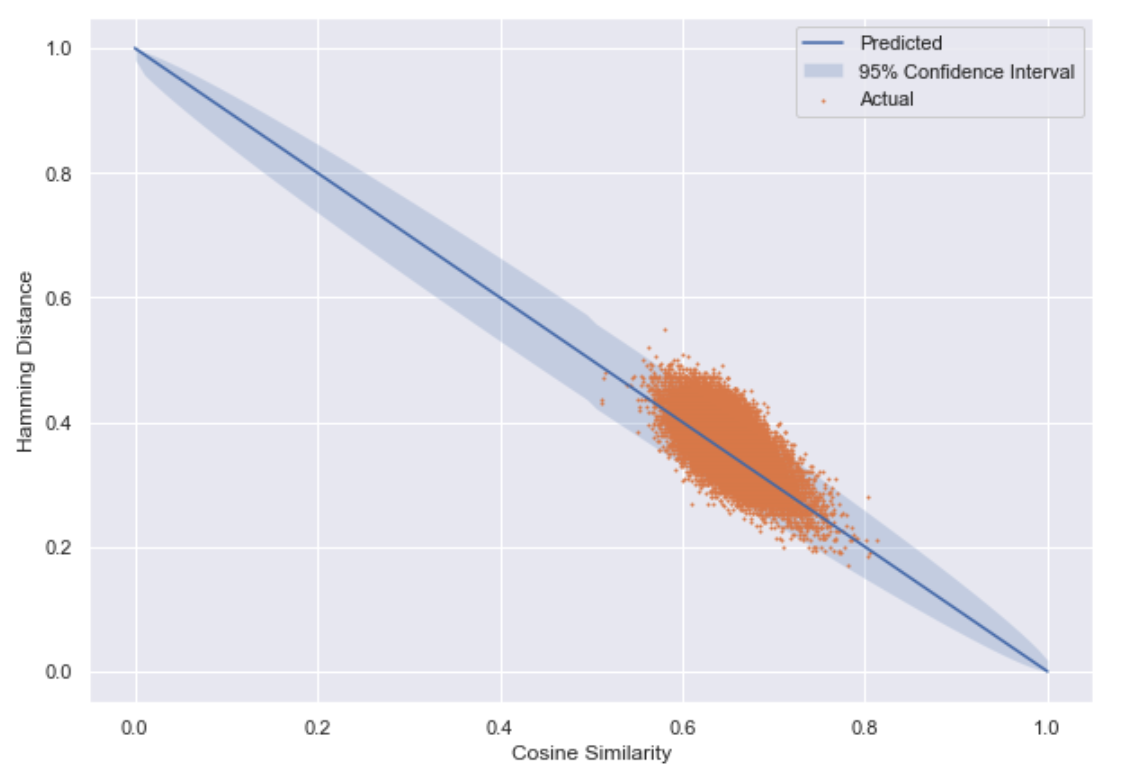 Predicted
95% Confidence Interval
Actual
1.0
0.8
0.6
0.4
0.2
0.0
Hamming Distance
0.0 0.2 0.4 0.6 0.8 1.0
Cosine Similarity